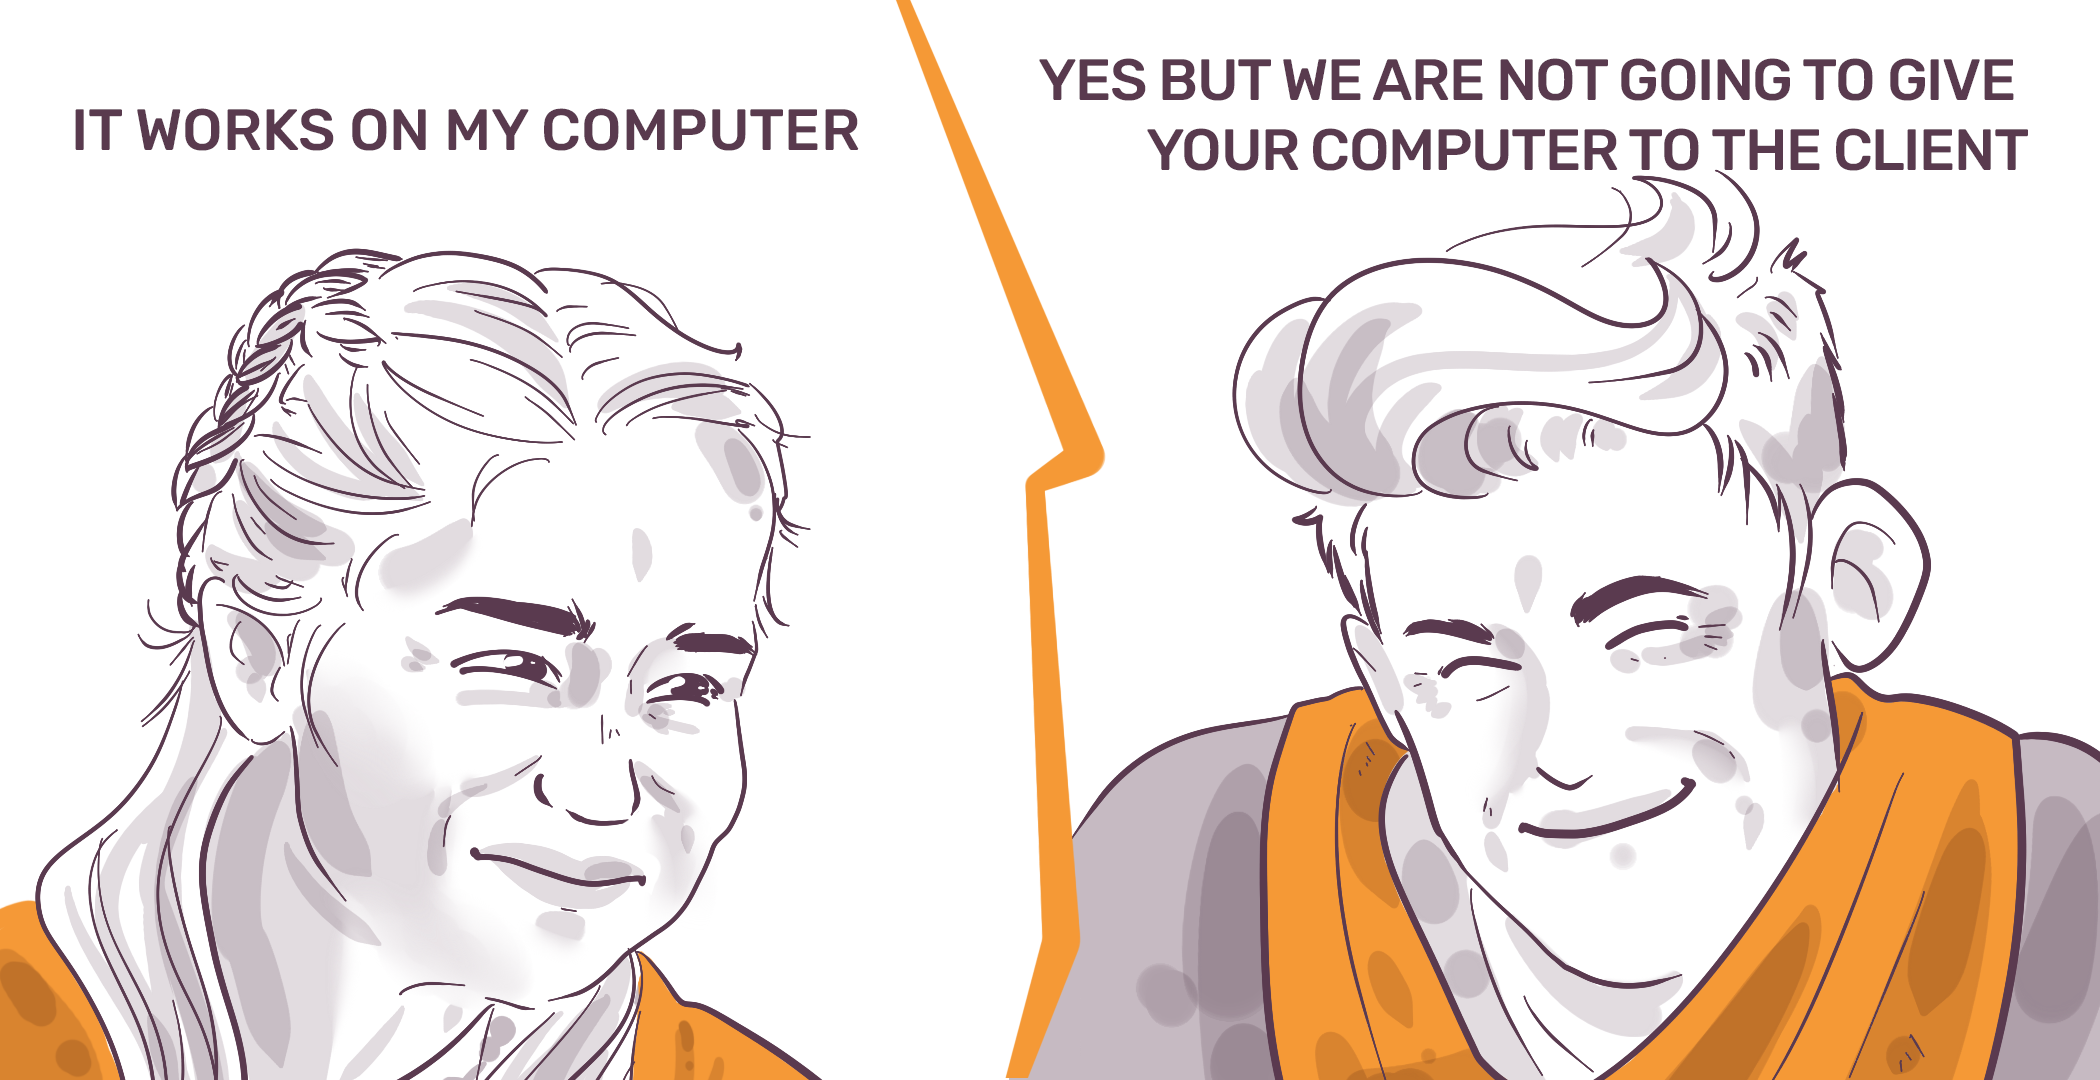 IT WORKS ON MY COMPUTER
YES BUT WE ARE NOT GOING TO GIVE
YOUR COMPUTER TO THE CLIENT